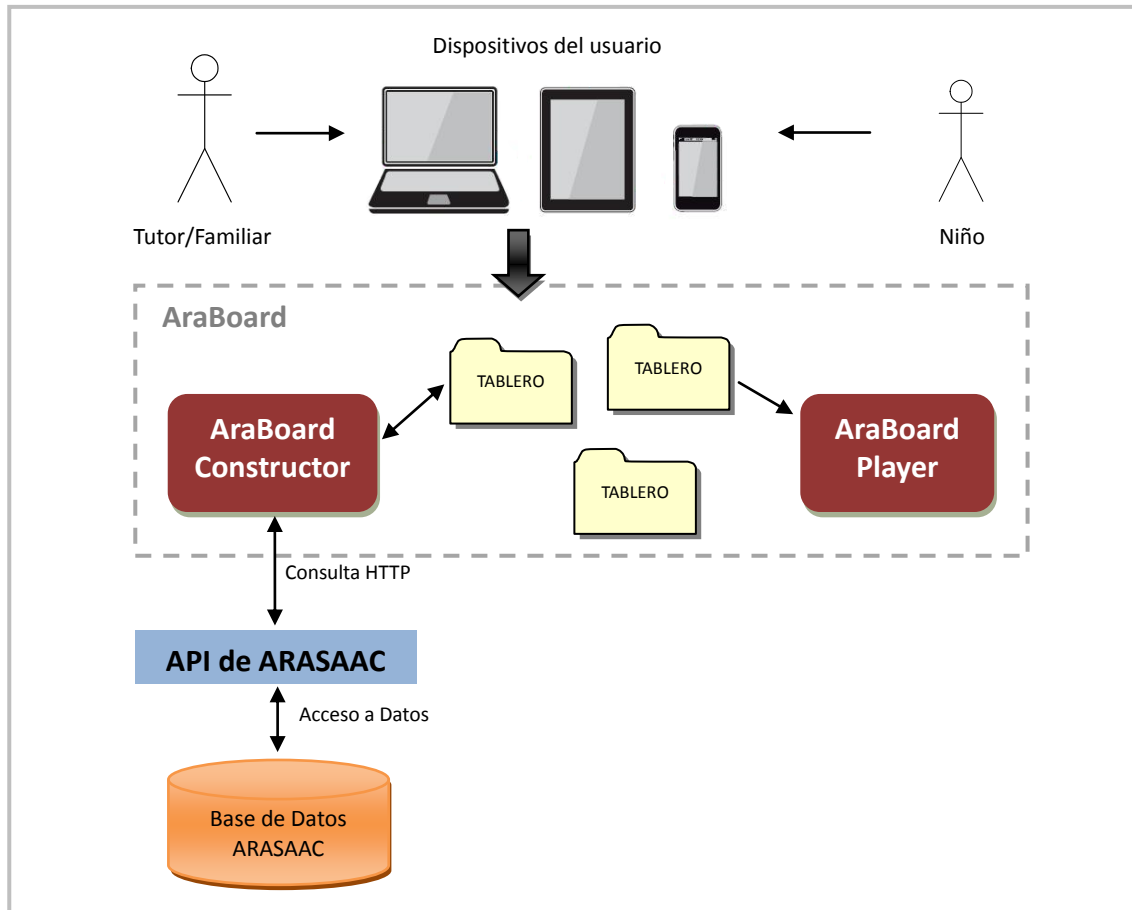 Dispositivos del usuario
Tutor/Familiar
Niño
AraBoard
TABLERO
TABLERO
TABLERO
AraBoard
Constructor
AraBoard
Player
Consulta HTTP
API de ARASAAC
Acceso a Datos
Base de Datos
ARASAAC